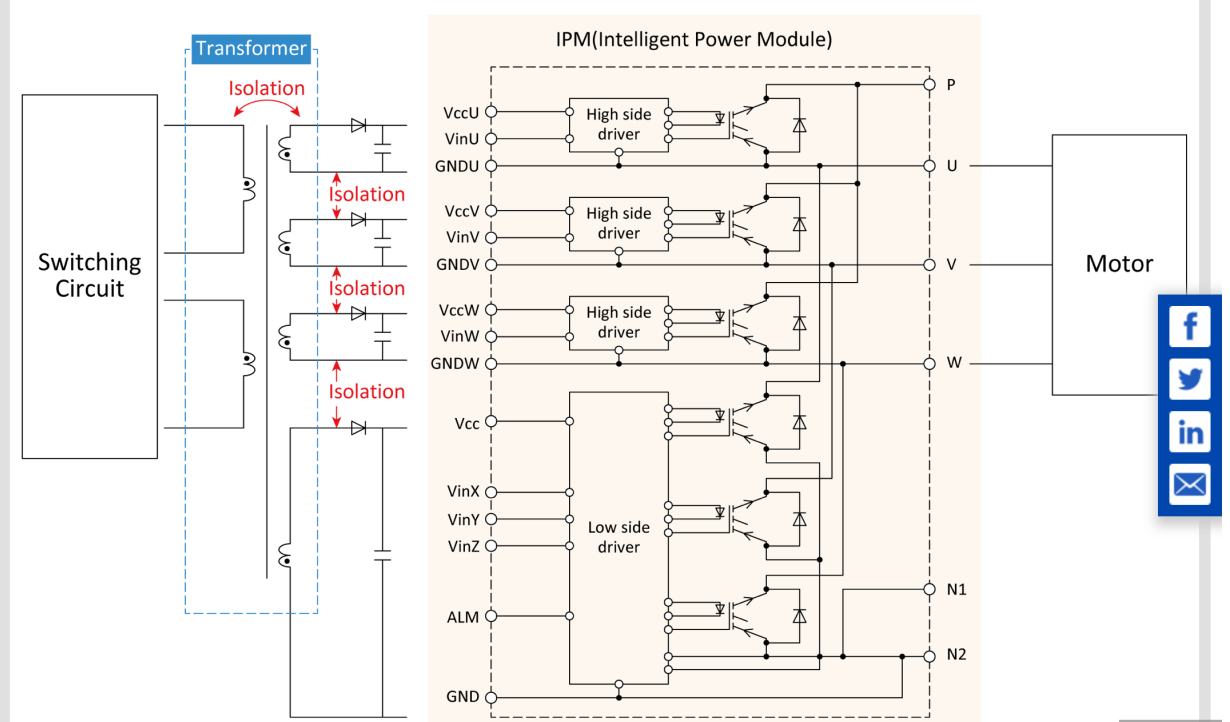 IPM(Intelligent Power Module)
Transformer
Isolation
P
VccU
High side
driver
VinU
GNDU
U
Isolation
VccV
High side
driver
VinV
GNDV
V
Switching
Circuit
Motor
Isolation
VccW
High side
driver
VinW
GNDW
W
Isolation
Vcc
VinX
VinY
Low side
driver
VinZ
N1
ALM
N2
GND
f
in